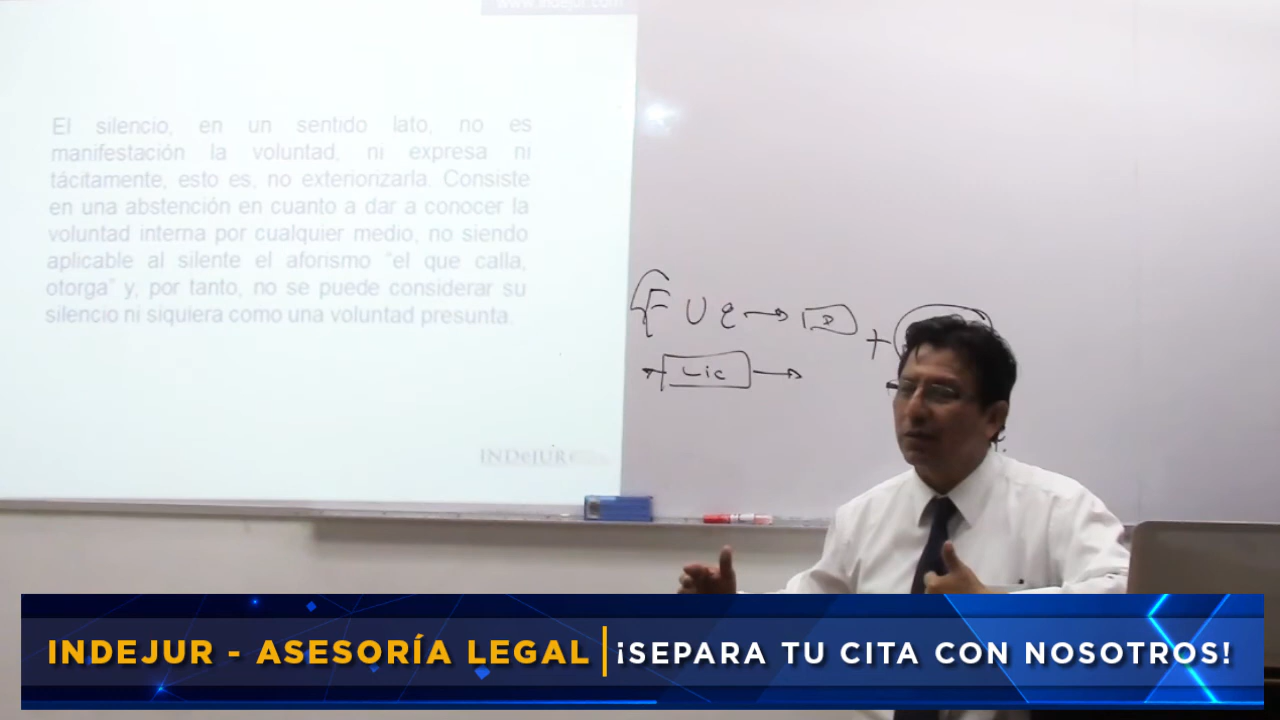 www.indejur.com
El silencio, en un sentido lato, no es
manifestación la voluntad, ni expresa ni
tácitamente, esto es, no exteriorizarla. Consiste
en una abstención en cuanto a dar a conocer la
voluntad interna por cualquier medio, no siendo
aplicable al silente el aforismo "el que calla,
otorga" y, por tanto, no se puede considerar su
silencio ni siquiera como una voluntad presunta.
INDEJUR
Lic
INDEJUR - ASESORÍA LEGAL ¡SEPARA TU CITA CON NOSOTROS!